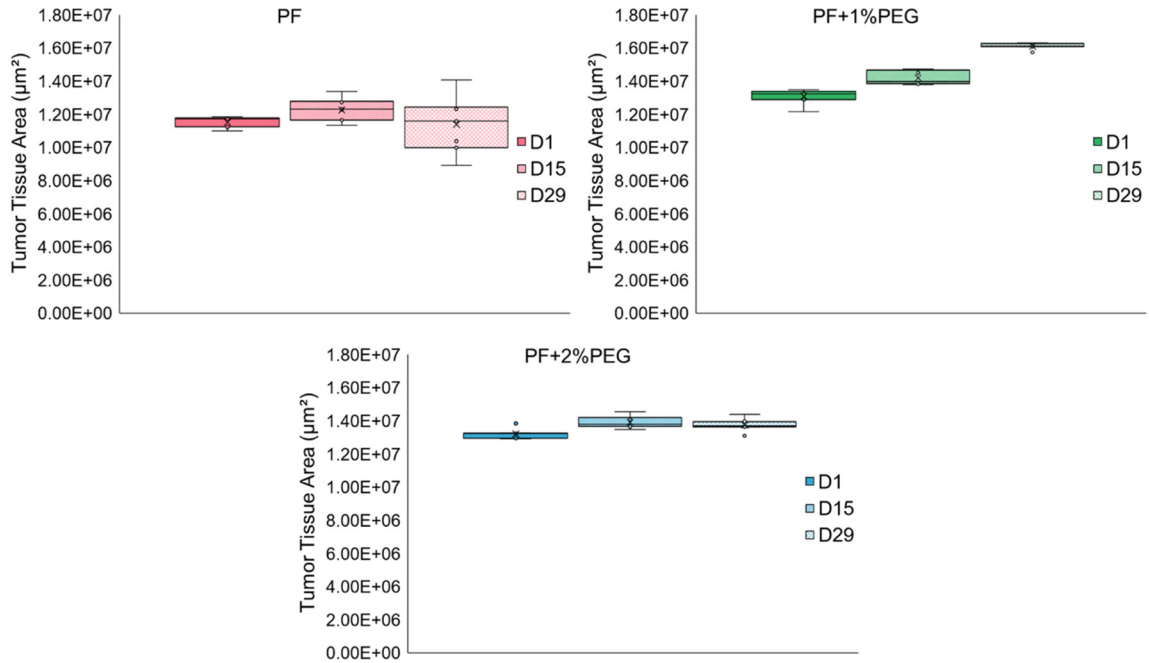 PF
Tumor Tissue Area (µm²)
1.80E+07
1.60E+07
1.40E+07
1.20E+07
1.00E+07
8.00E+06
6.00E+06
4.00E+06
2.00E+06
0.00E+00
D1
D15
D29
PF+1%PEG
Tumor Tissue Area (µm²)
1.80E+07
1.60E+07
1.40E+07
1.20E+07
1.00E+07
8.00E+06
6.00E+06
4.00E+06
2.00E+06
0.00E+00
D1
D15
D29
PF+2%PEG
Tumor Tissue Area (µm²)
1.80E+07
1.60E+07
1.40E+07
1.20E+07
1.00E+07
8.00E+06
6.00E+06
4.00E+06
2.00E+06
0.00E+00
D1
D15
D29